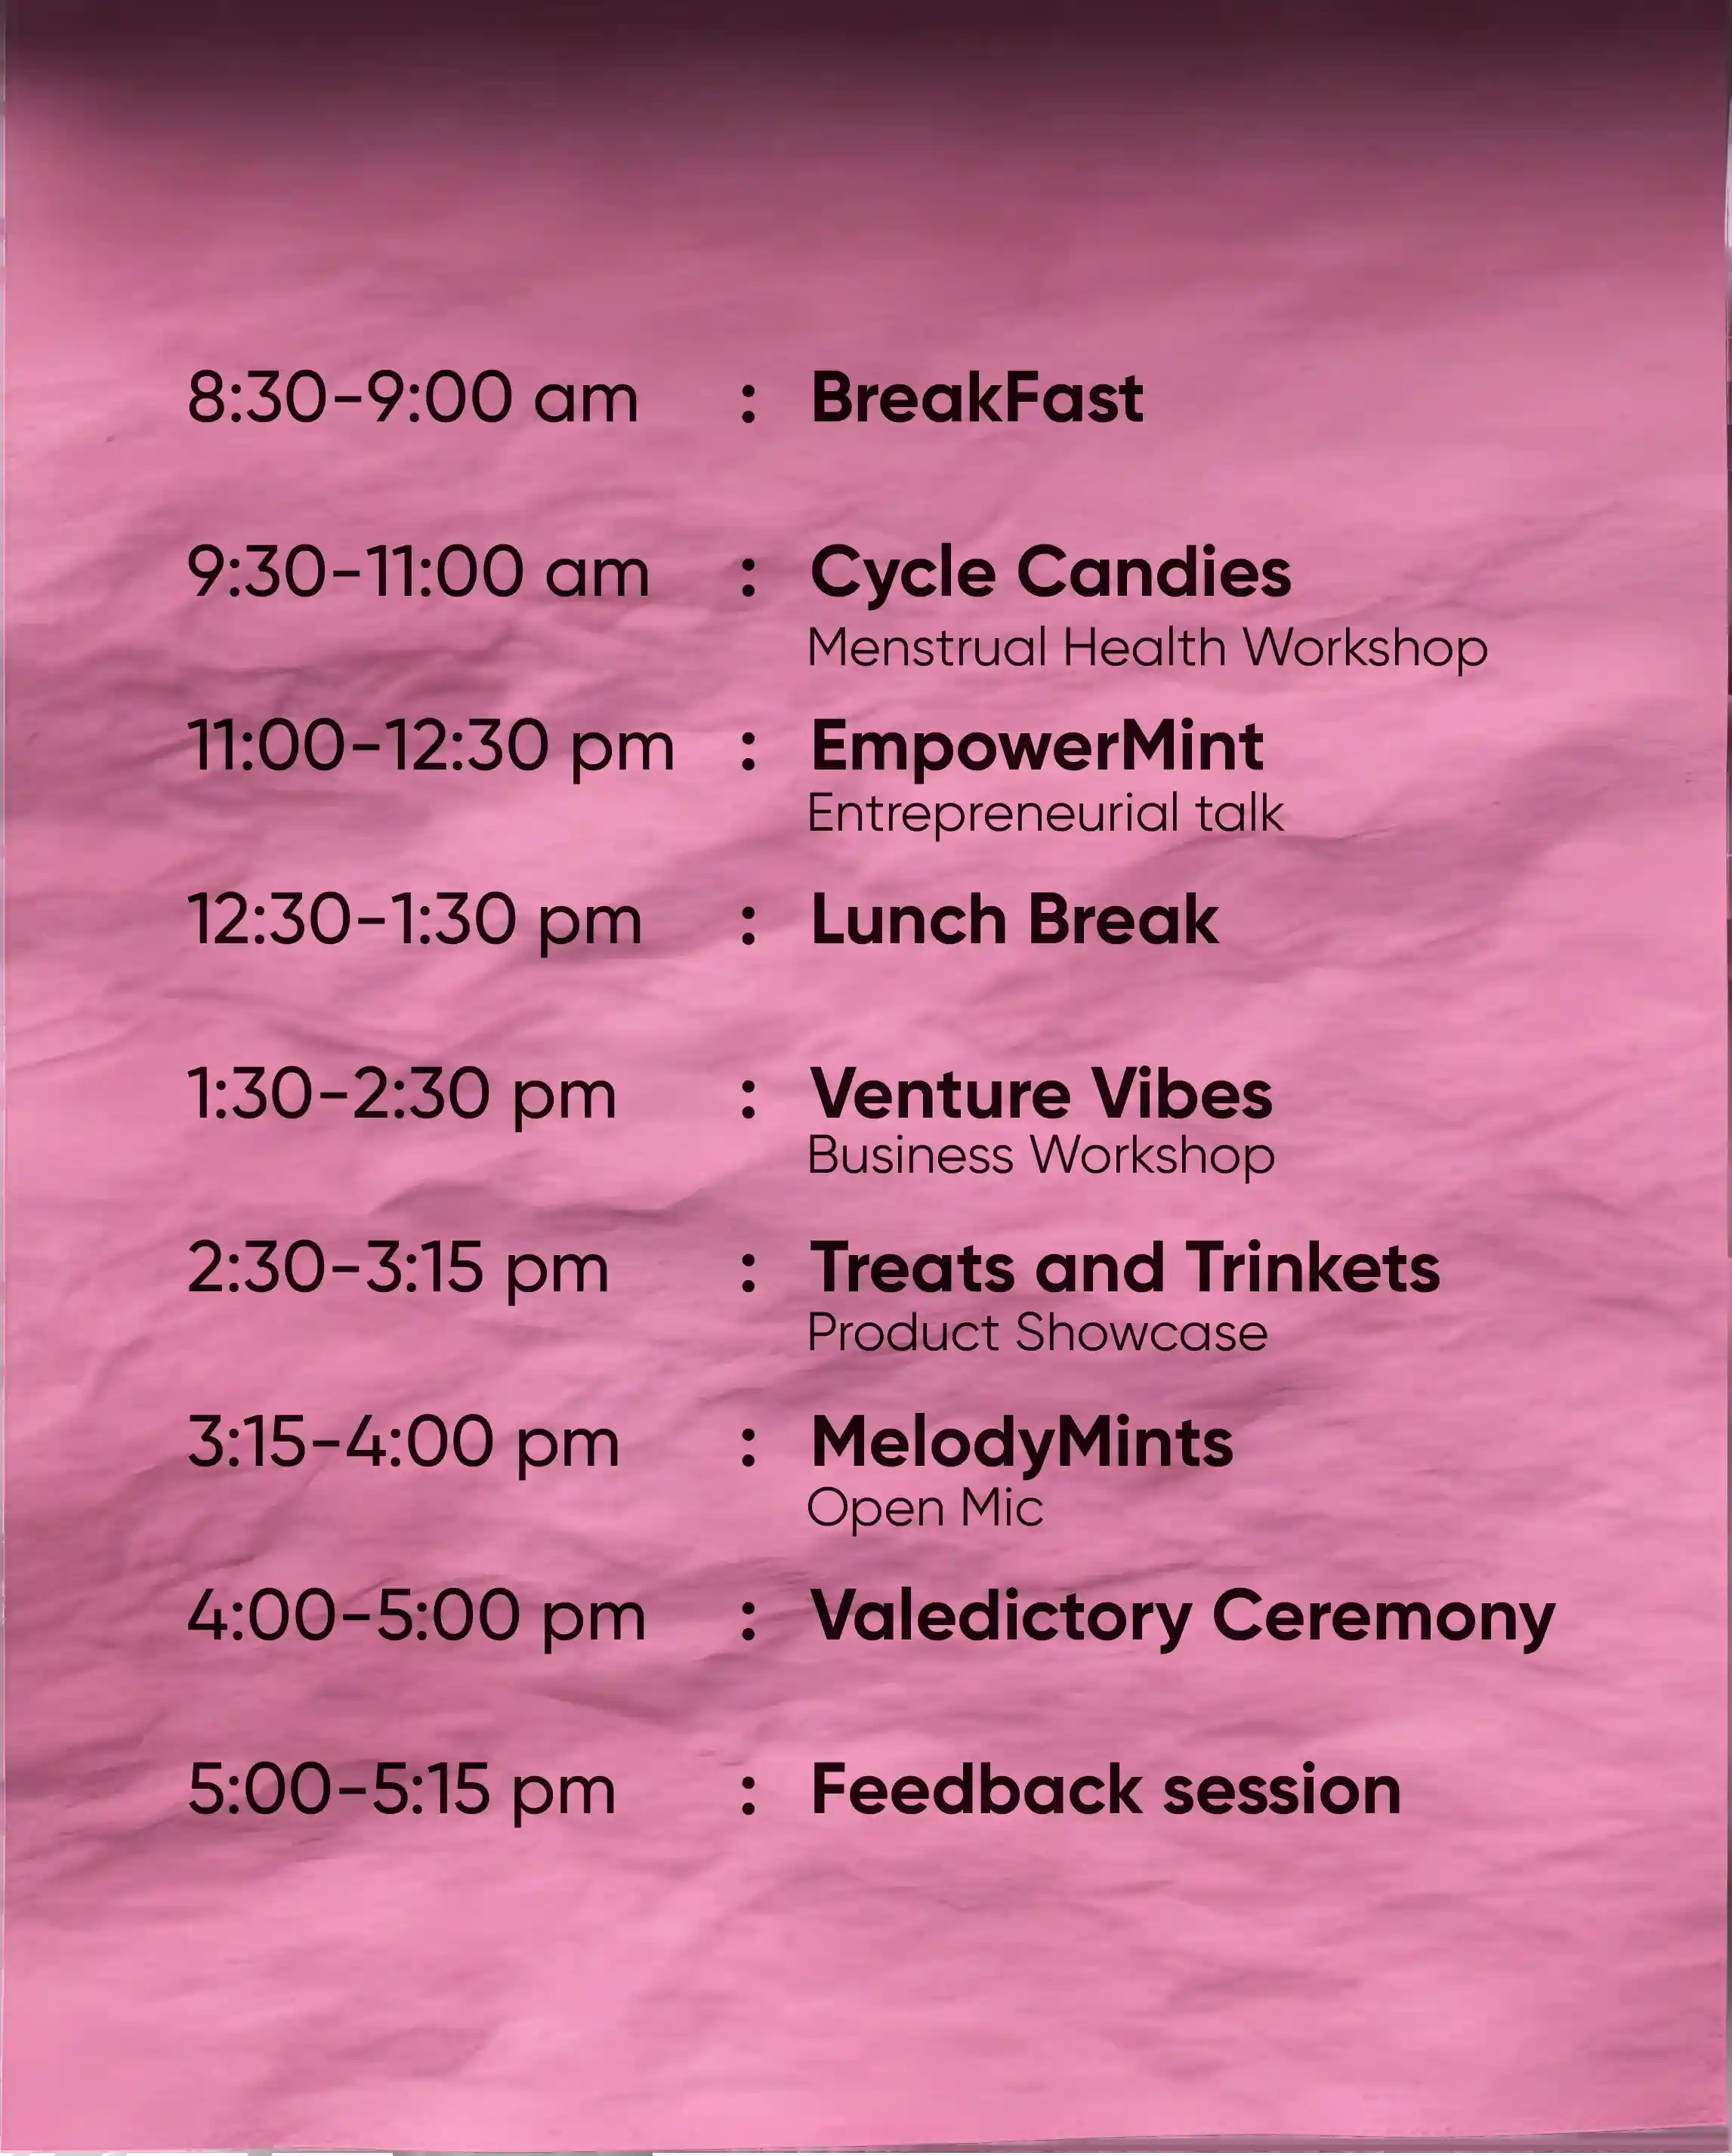 8:30-9:00 am : BreakFast
9:30-11:00 am : Cycle Candies
Menstrual Health Workshop
11:00-12:30 pm : EmpowerMint
Entrepreneurial talk
12:30-1:30 pm : Lunch Break
1:30-2:30 pm : Venture Vibes
Business Workshop
2:30-3:15 pm : Treats and Trinkets
Product Showcase
3:15-4:00 pm : MelodyMints
Open Mic
4:00-5:00 pm : Valedictory Ceremony
5:00-5:15 pm : Feedback session